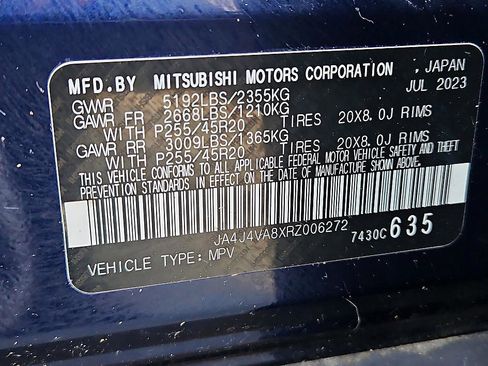 MFD.BY MITSUBISHI MOTORS CORPORATION , JAPAN
GVWR 5192LBS/2355KG JUL 2023
GAWR FR 2668LBS/1210KG
WITH P255/45R20 TIRES 20X8.0J RIMS
GAWR RR 3009LBS/1365KG
WITH P255/45R20 TIRES 20X8.0J RIMS
THIS VEHICLE CONFORMS TO ALL APPLICABLE FEDERAL MOTOR VEHICLE SAFETY AND THEFT
PREVENTION STANDARDS IN EFFECT ON THE DATE OF MANUFACTURE SHOWN ABOVE.
JA4J4VA8XRZ006272 7430C 635
VEHICLE TYPE: MPV